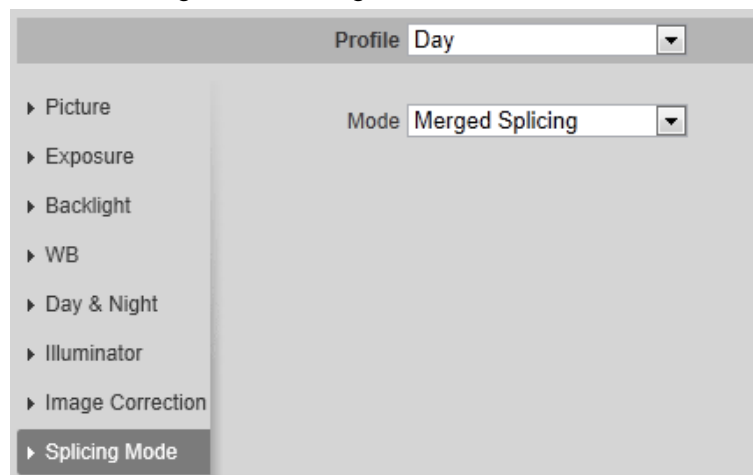 Profile Day
Mode Merged Splicing
Picture
Exposure
Backlight
WB
Day & Night
Illuminator
Image Correction
Splicing Mode